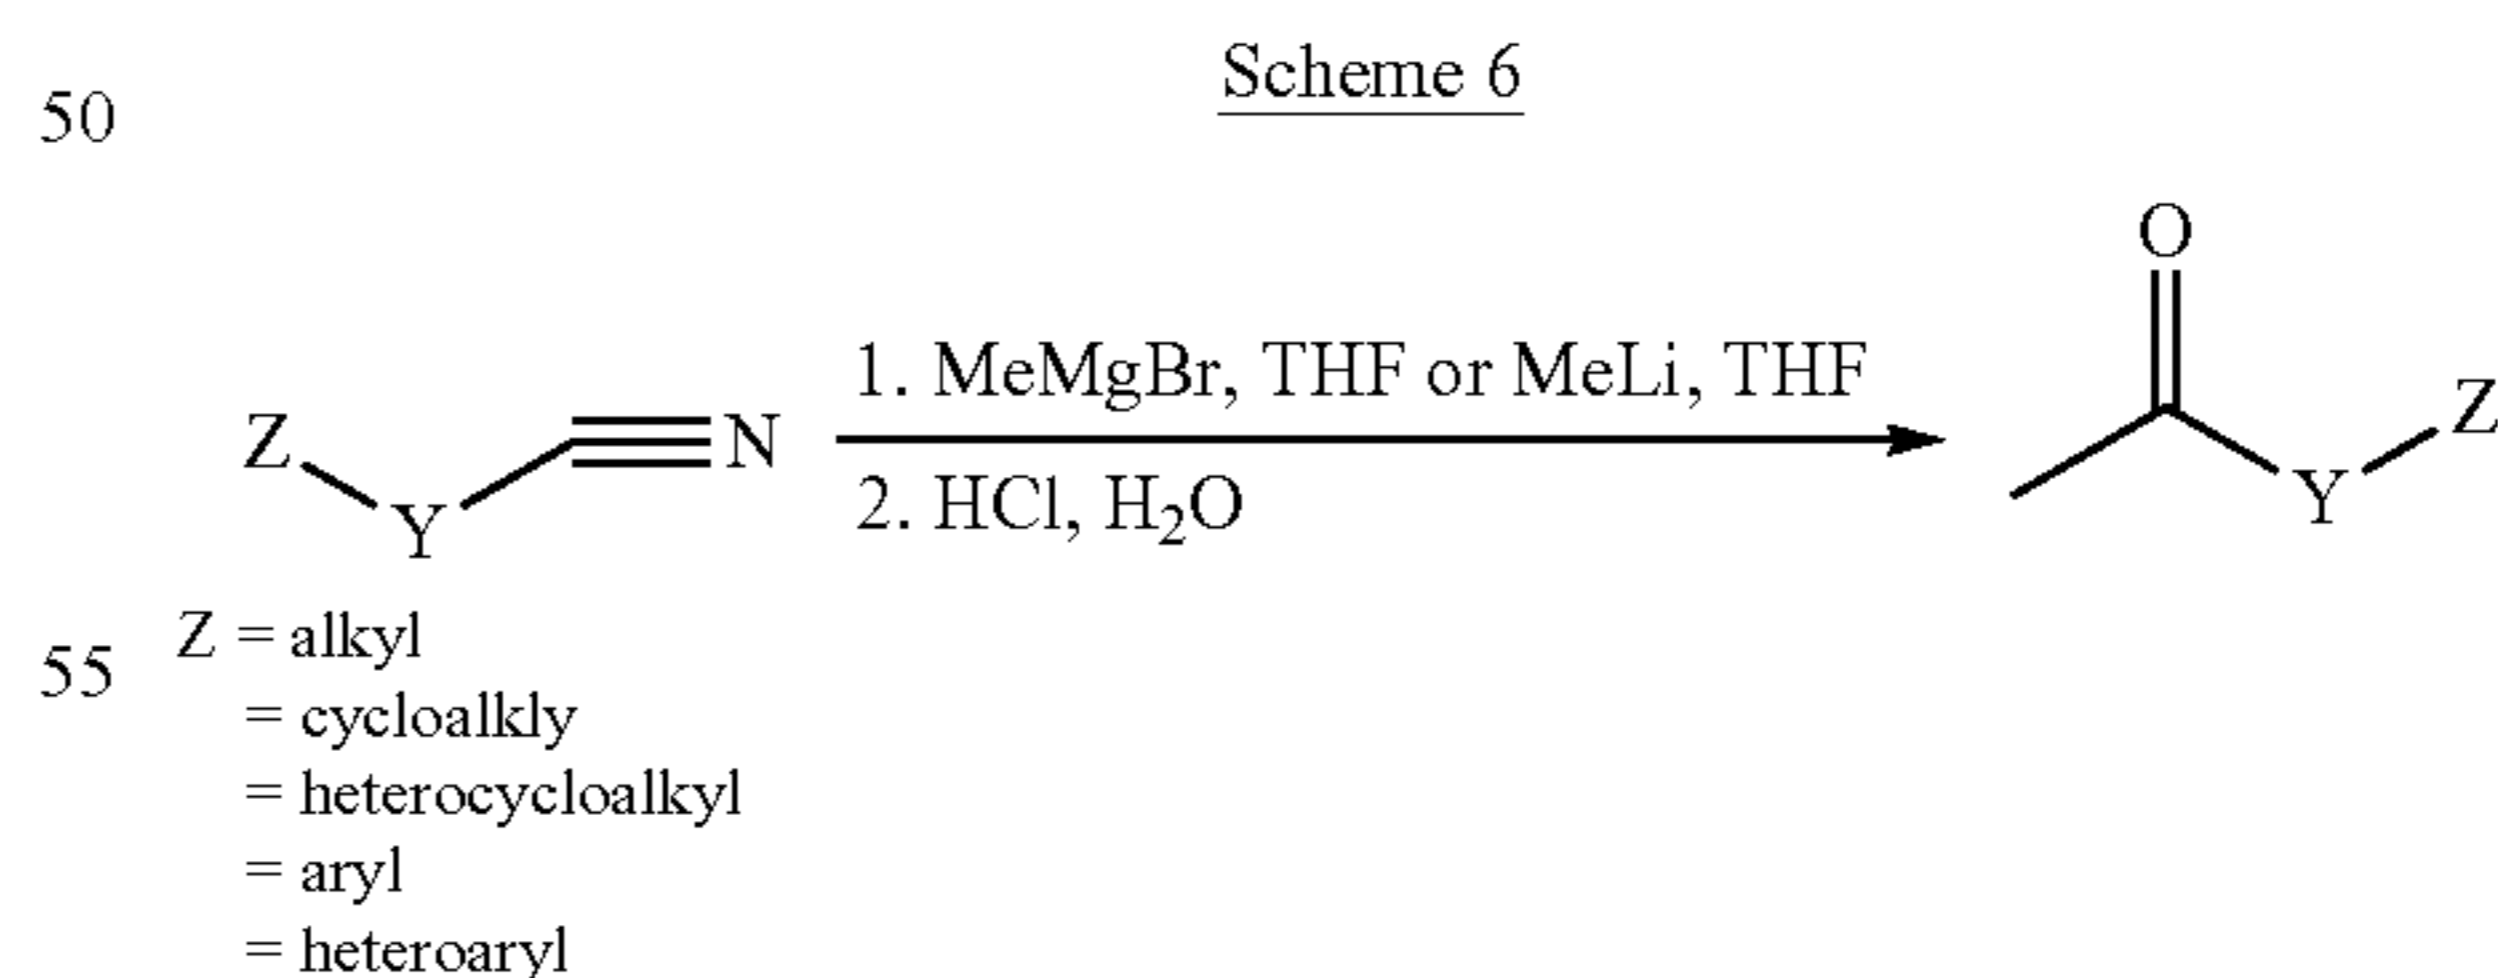 Scheme 6
50
O
1. MeMgBr, THF or MeLi, THF
Z
Z
N
Y
Y
2. HCl, H₂O
Z = alkyl
55
= cycloalkly
= heterocycloalkyl
= aryl
= heteroaryl